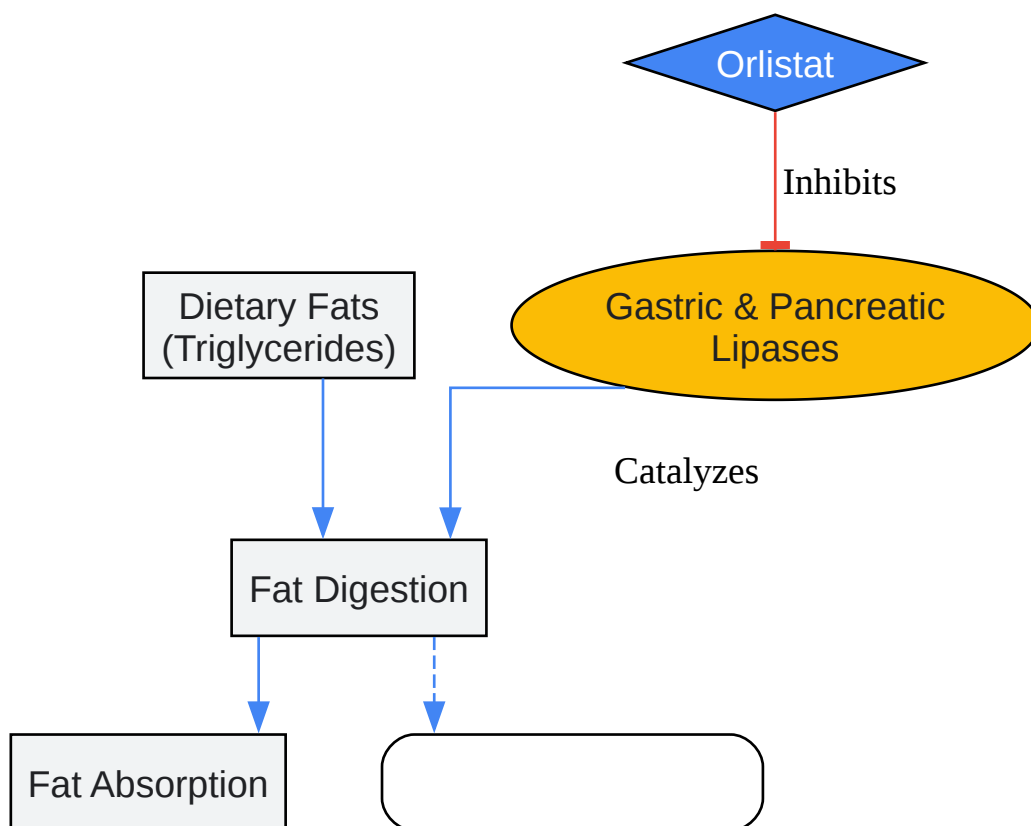 Orlistat
Inhibits
Dietary Fats
(Triglycerides)
Gastric & Pancreatic
Lipases
Catalyzes
Fat Digestion
Fat Absorption